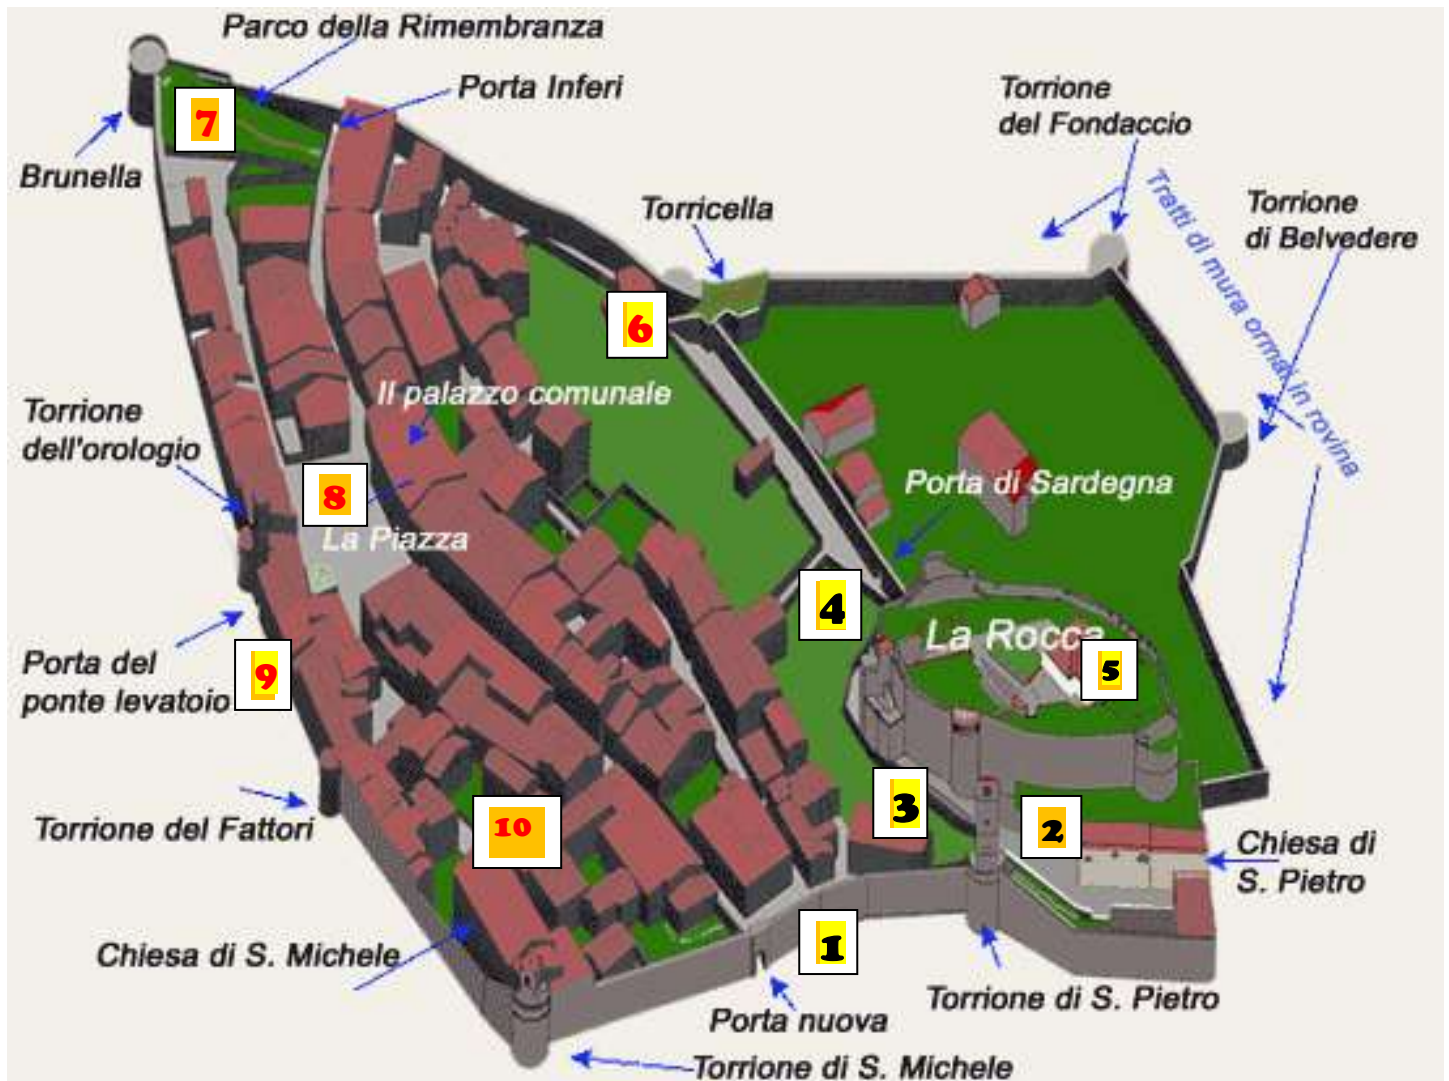 Parco della Rimembranza
Porta Inferi
Torrione
del Fondaccio
7
Brunella
Tratti di mura ormai in rovina
Torricella
Torrione
di Belvedere
6
Il palazzo comunale
Torrione
dell'orologio
8
Porta di Sardegna
La Piazza
4
La Rocca
5
Porta del
ponte levatoio
9
3
2
10
Torrione del Fattori
Chiesa di
S. Pietro
1
Chiesa di S. Michele
Torrione di S. Pietro
Porta nuova
Torrione di S. Michele